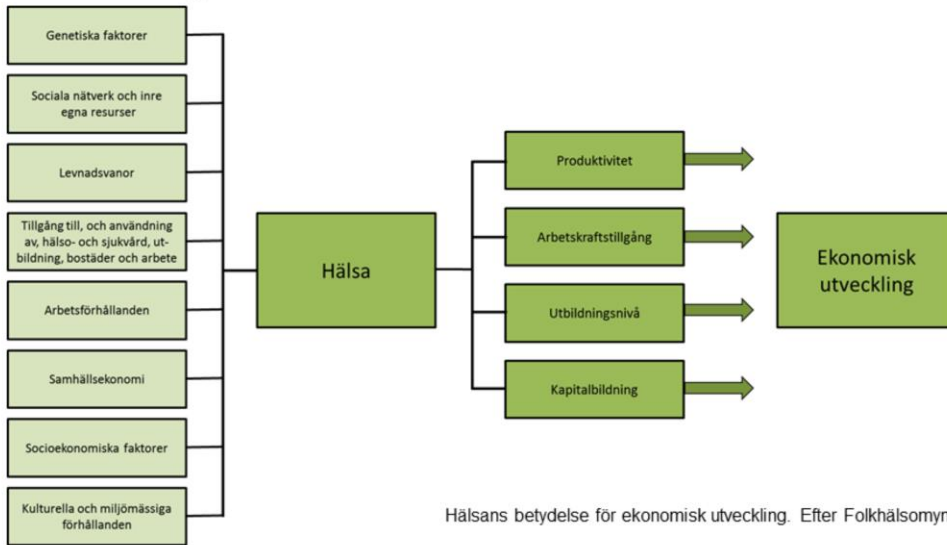 Genetiska faktorer
Sociala nätverk och inre
egna resurser
Levnadsvanor
Tillgång till, och användning
av, hälso- och sjukvård, ut-
bildning, bostäder och arbete
Arbetsförhållanden
Samhällsekonomi
Socioekonomiska faktorer
Kulturella och miljömässiga
förhållanden
Hälsa
Produktivitet
Arbetskraftstillgång
Utbildningsnivå
Kapitalbildning
Ekonomisk
utveckling
Hälsans betydelse för ekonomisk utveckling. Efter